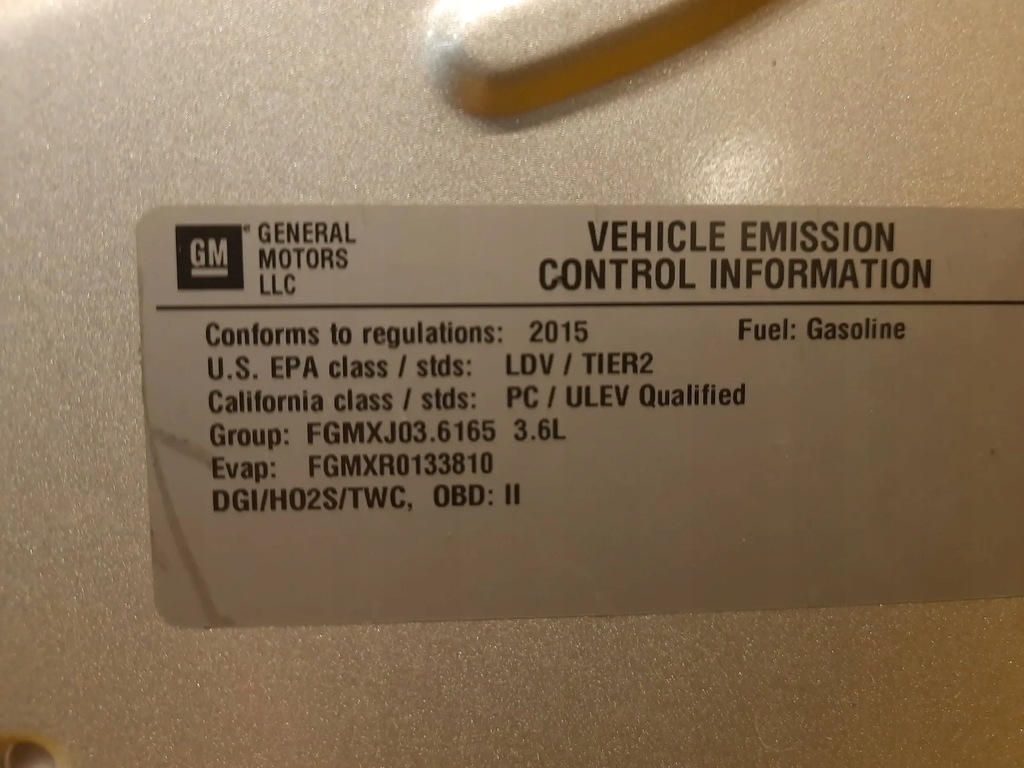 GM
GENERAL
MOTORS
LLC
VEHICLE EMISSION
CONTROL INFORMATION
Conforms to regulations: 2015 Fuel: Gasoline
U.S. EPA class / stds: LDV / TIER2
California class / stds: PC / ULEV Qualified
Group: FGMXJ03.6165 3.6L
Evap: FGMXR0133810
DGI/HO2S/TWC, OBD: II